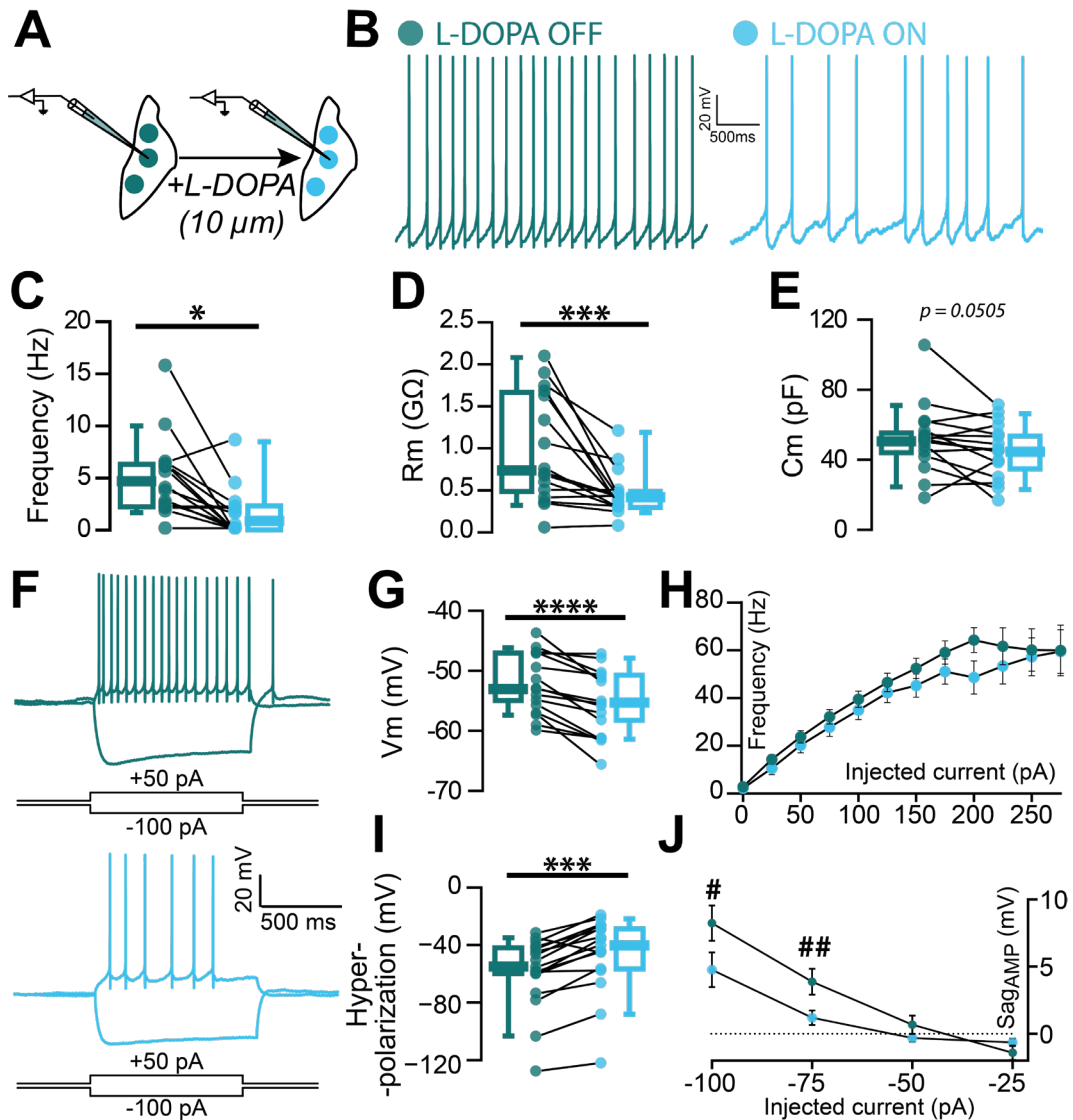 A
+L-DOPA
(10 µm)
B
L-DOPA OFF
L-DOPA ON
20 mV
500ms
C
Frequency (Hz)
20
15
10
5
0
*
D
Rm (GΩ)
2.5
2.0
1.5
1.0
0.5
0.0
***
E
Cm (pF)
120
80
40
0
p = 0.0505
F
+50 pA
-100 pA
20 mV
500 ms
+50 pA
-100 pA
G
Vm (mV)
-40
-50
-60
-70
****
H
Frequency (Hz)
80
60
40
20
0
Injected current (pA)
0 50 100 150 200 250
I
Hyper-
-polarization (mV)
0
−40
−80
−120
***
J
#
##
10
5
0
SagAMP (mV)
-100 -75 -50 -25
Injected current (pA)